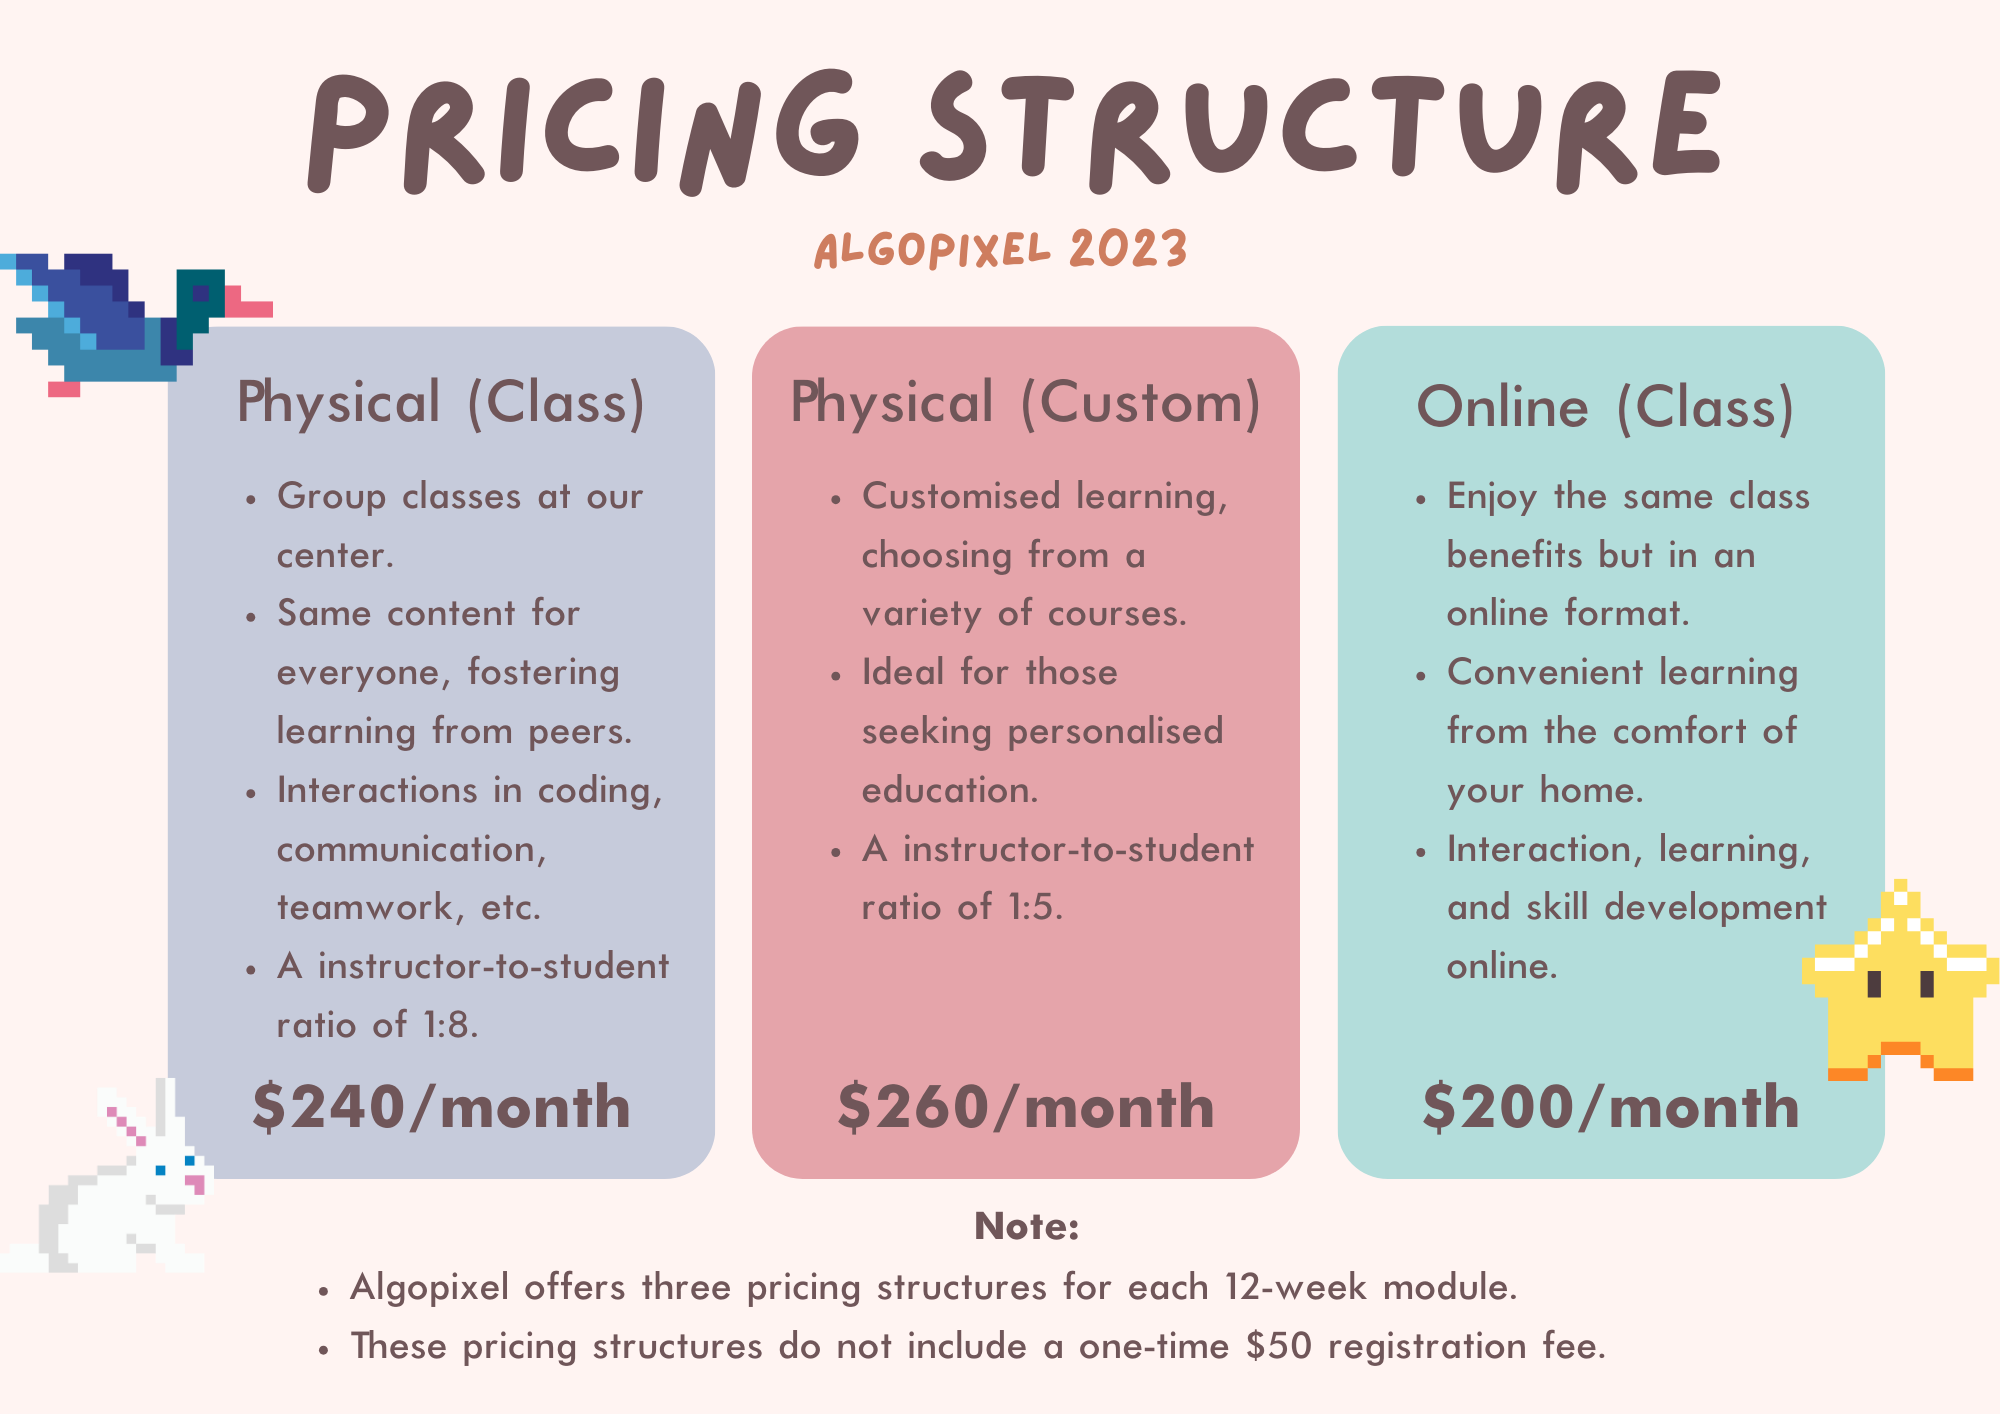 PRICING STRUCTURE
ALGOPIXEL 2023
Physical (Class)
• Group classes at our
center.
• Same content for
everyone, fostering
learning from peers.
• Interactions in coding,
communication,
teamwork, etc.
• A instructor-to-student
ratio of 1:8.
$240/month
Physical (Custom)
• Customised learning,
choosing from a
variety of courses.
• Ideal for those
seeking personalised
education.
• A instructor-to-student
ratio of 1:5.
$260/month
Online (Class)
• Enjoy the same class
benefits but in an
online format.
• Convenient learning
from the comfort of
your home.
• Interaction, learning,
and skill development
online.
$200/month
Note:
• Algopixel offers three pricing structures for each 12-week module.
• These pricing structures do not include a one-time $50 registration fee.